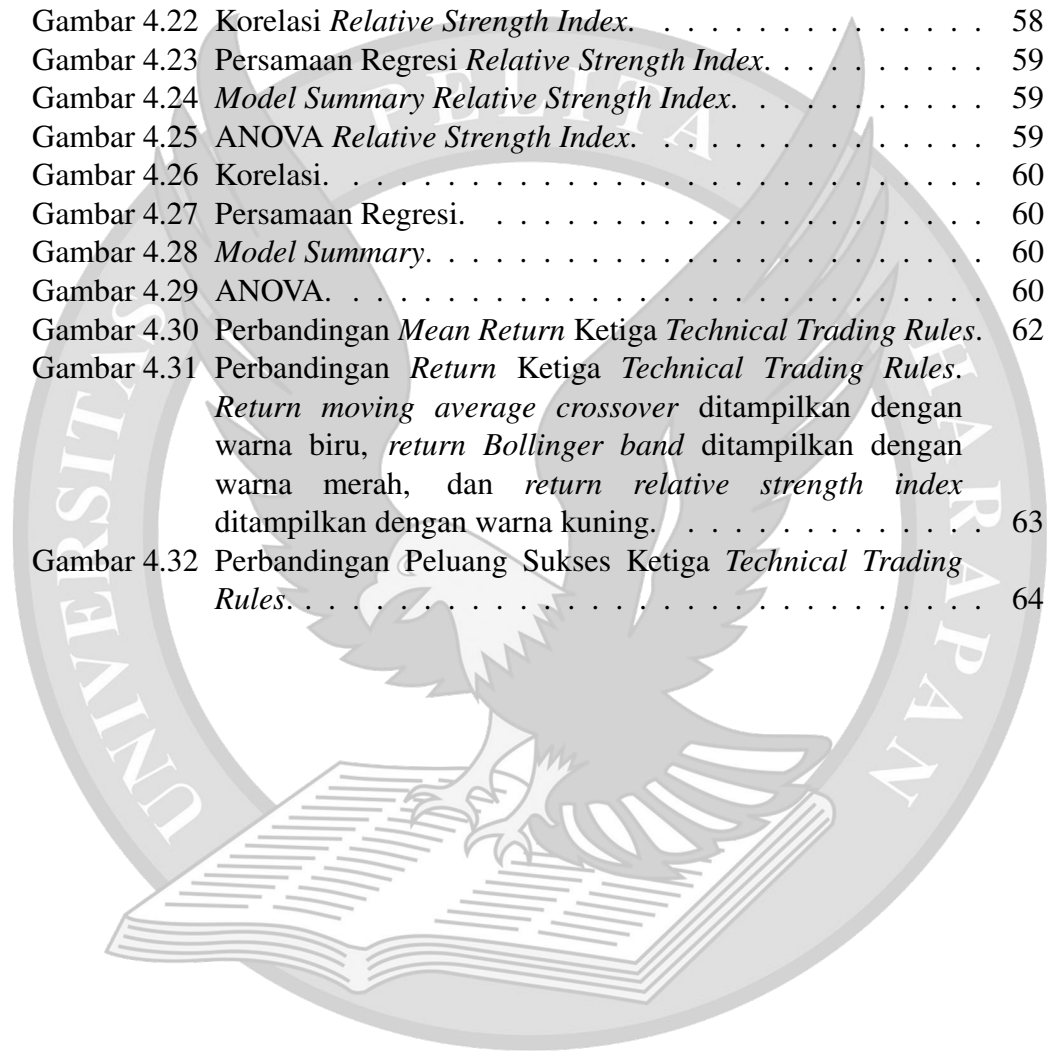 Gambar 4.22 Korelasi Relative Strength Index. . . . . . . . . . . . . . . 58
Gambar 4.23 Persamaan Regresi Relative Strength Index. . . . . . . . . . 59
Gambar 4.24 Model Summary Relative Strength Index. . . . . . . . . . . . 59
Gambar 4.25 ANOVA Relative Strength Index. . . . . . . . . . . . . . . 59
Gambar 4.26 Korelasi. . . . . . . . . . . . . . . . . . . . . . . . . . . 60
Gambar 4.27 Persamaan Regresi. . . . . . . . . . . . . . . . . . . . . . 60
Gambar 4.28 Model Summary. . . . . . . . . . . . . . . . . . . . . . . . 60
Gambar 4.29 ANOVA. . . . . . . . . . . . . . . . . . . . . . . . . . . . 60
Gambar 4.30 Perbandingan Mean Return Ketiga Technical Trading Rules. 62
Gambar 4.31 Perbandingan Return Ketiga Technical Trading Rules.
Return moving average crossover ditampilkan dengan
warna biru, return Bollinger band ditampilkan dengan
warna merah, dan return relative strength index
ditampilkan dengan warna kuning. . . . . . . . . . . . . . . 63
Gambar 4.32 Perbandingan Peluang Sukses Ketiga Technical Trading
Rules. . . . . . . . . . . . . . . . . . . . . . . . . . . . . 64
UNIVERSITAS PELITA HARAPAN